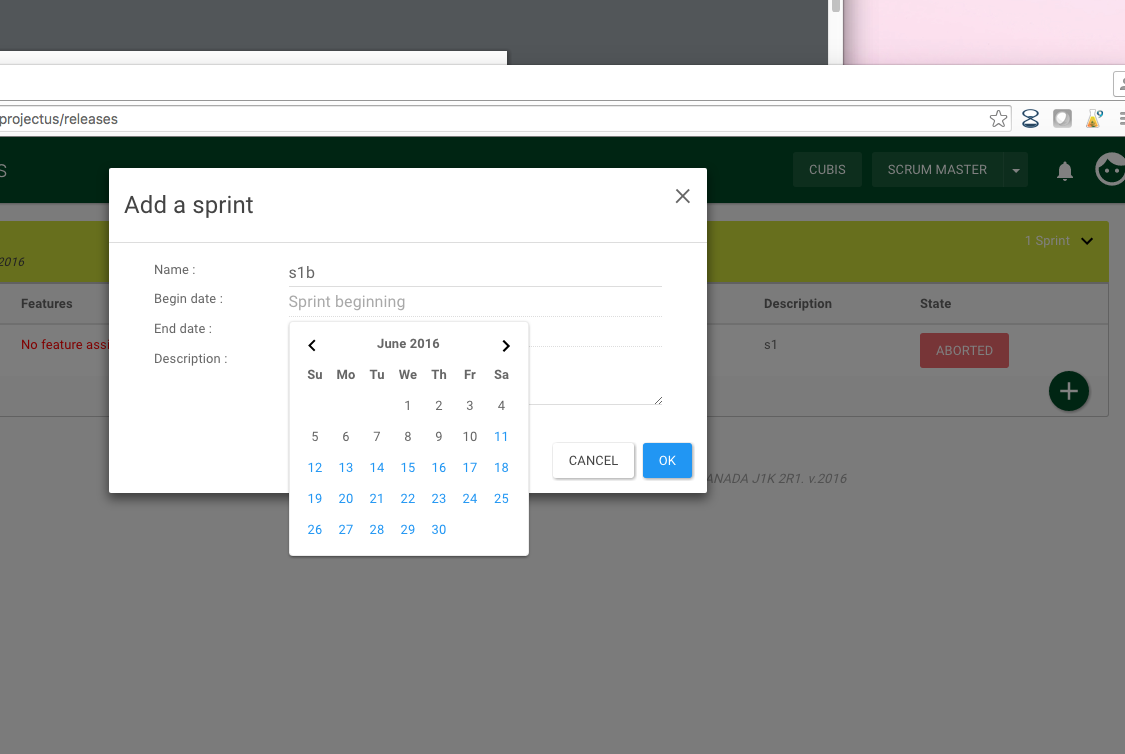 projectus/releases
S
CUBIS
SCRUM MASTER
Add a sprint
1 Sprint
2016
Name :
s1b
Begin date :
Sprint beginning
End date :
Description :
Features
Description
State
No feature assi
s1
ABORTED
June 2016
Su Mo Tu We Th Fr Sa
1 2 3 4
5 6 7 8 9 10 11
12 13 14 15 16 17 18
19 20 21 22 23 24 25
26 27 28 29 30
CANCEL
OK
ANADA J1K 2R1. v.2016